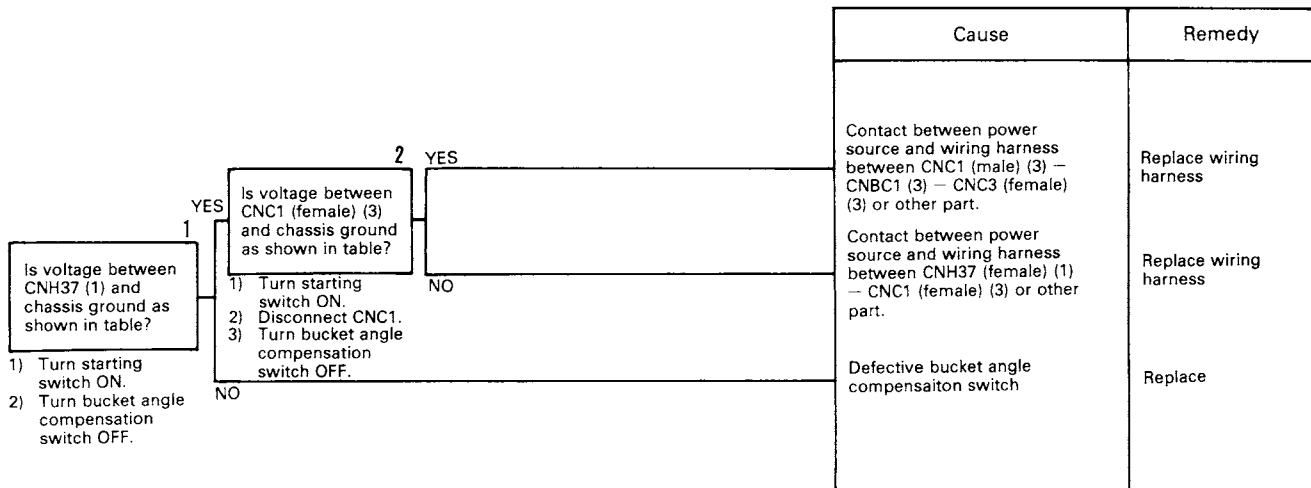 Cause
Remedy
Contact between power
source and wiring harness
between CNC1 (male) (3) —
CNBC1 (3) — CNC3 (female)
(3) or other part.
Replace wiring
harness
2
YES
Is voltage between
CNC1 (female) (3)
and chassis ground
as shown in table?
YES
1
Is voltage between
CNH37 (1) and
chassis ground as
shown in table?
1) Turn starting
switch ON.
2) Disconnect CNC1.
3) Turn bucket angle
compensation
switch OFF.
NO
Contact between power
source and wiring harness
between CNH37 (female) (1)
— CNC1 (female) (3) or other
part.
Replace wiring
harness
1) Turn starting
switch ON.
2) Turn bucket angle
compensation
switch OFF.
NO
Defective bucket angle
compensaiton switch
Replace